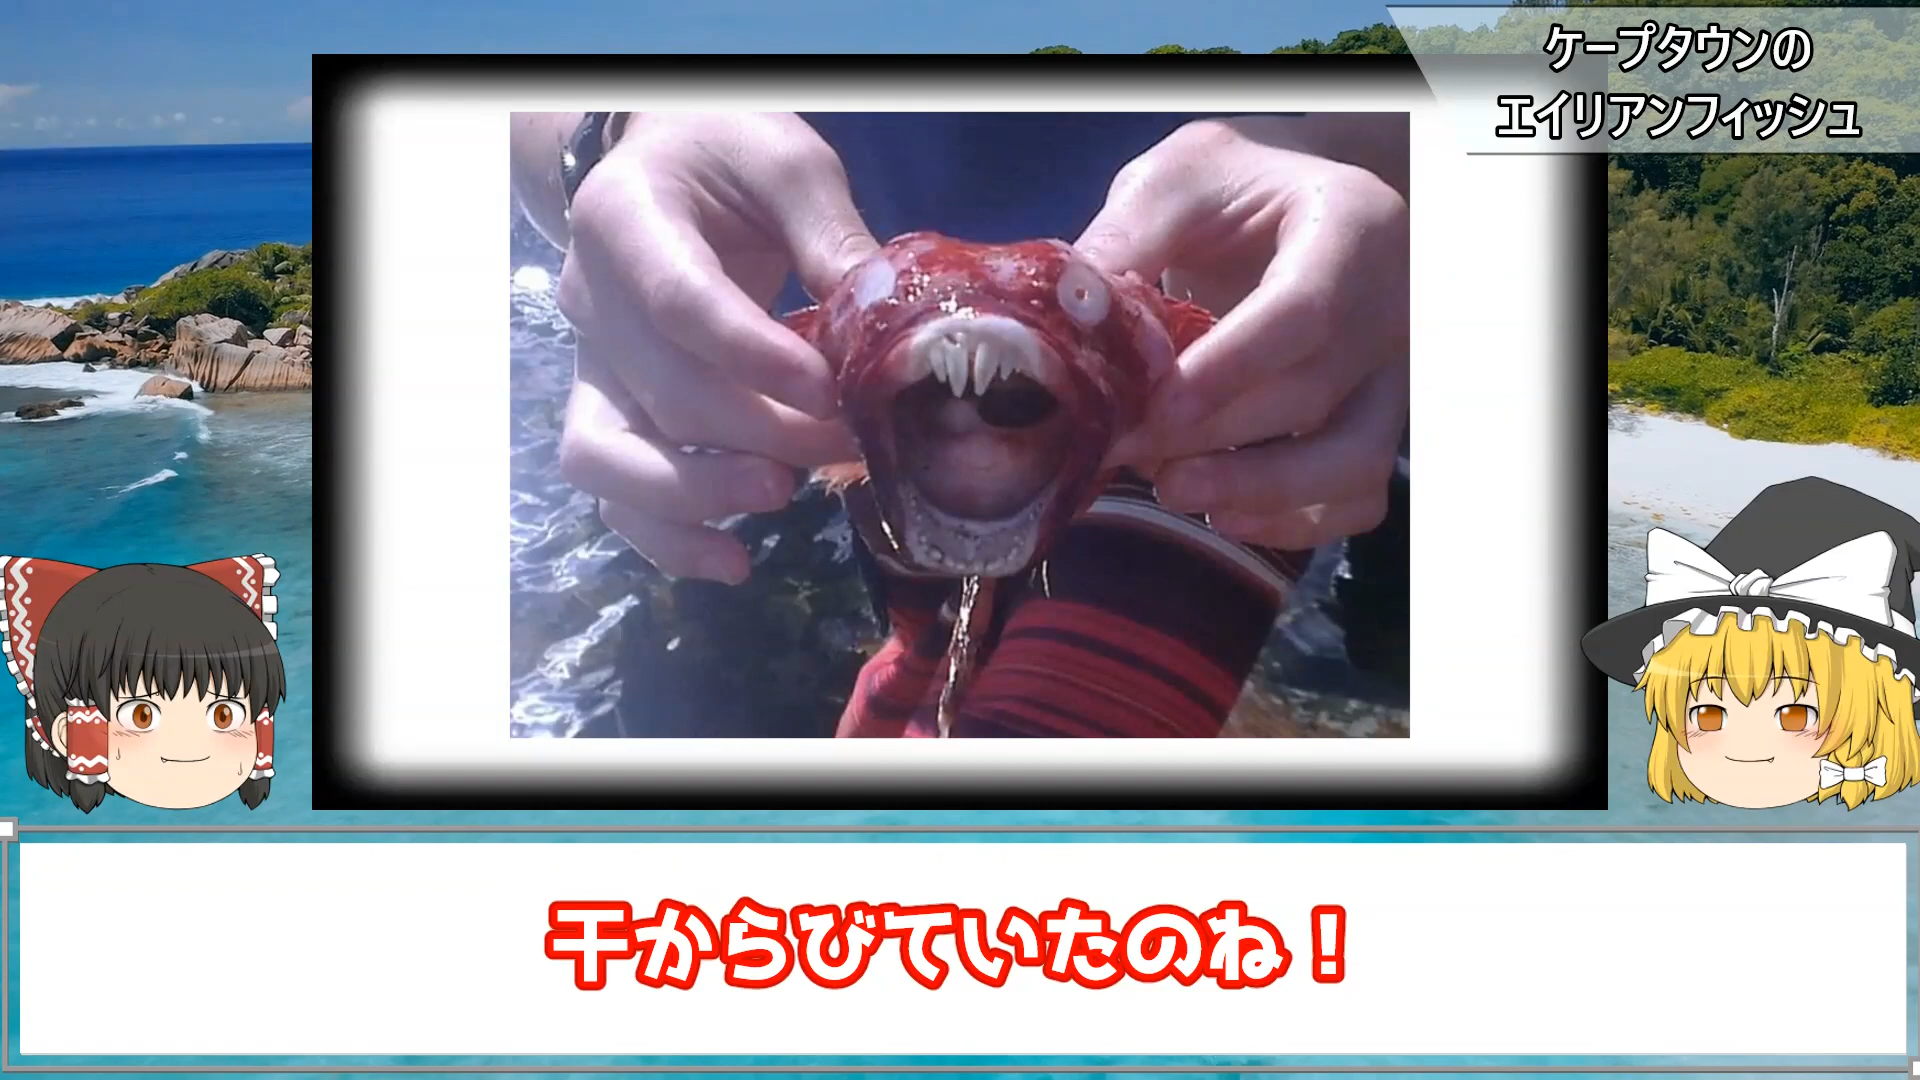 ケープタウンの
エイリアンフィッシュ
干からびていたのね！